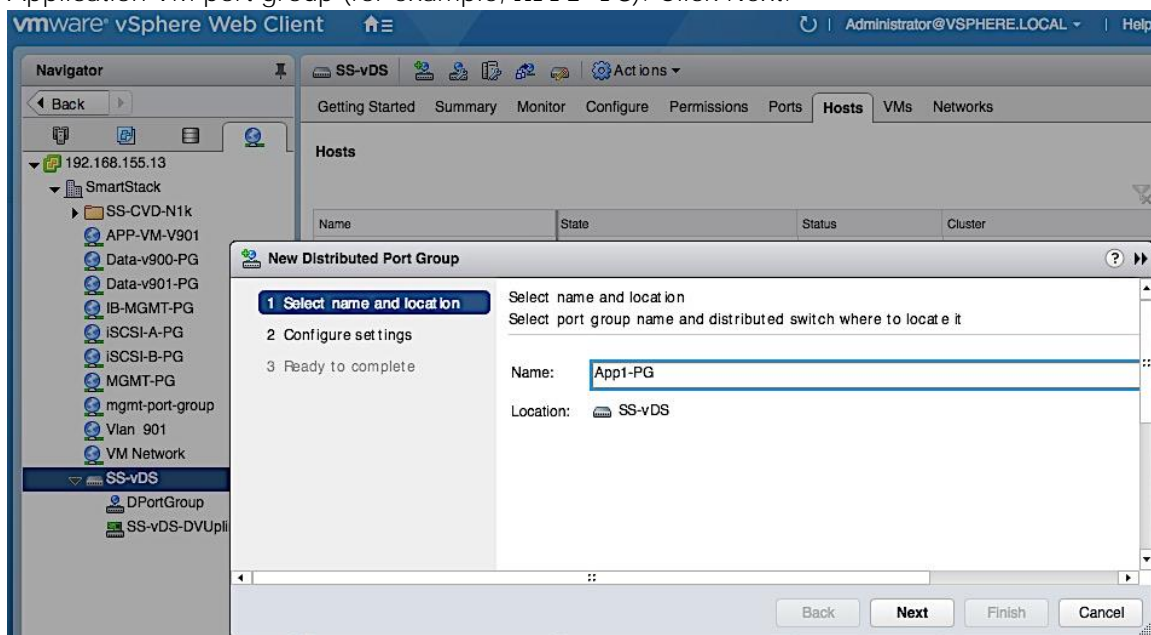 Application VM port group (for example,
Click Next.
vmware® vSphere Web Client
Administrator@VSPHERE.LOCAL
Help
Navigator
SS-vDS
Actions
Back
Getting Started Summary Monitor Configure Permissions Ports Hosts VMs Networks
192.168.155.13
Hosts
SmartStack
SS-CVD-N1k
Name State Status Cluster
APP-VM-V901
Data-v900-PG
Data-v901-PG
IB-MGMT-PG
iSCSI-A-PG
iSCSI-B-PG
MGMT-PG
mgmt-port-group
Vlan 901
VM Network
SS-vDS
DPortGroup
SS-vDS-DVUpli
New Distributed Port Group
1 Select name and location
2 Configure settings
3 Ready to complete
Select name and location
Select port group name and distributed switch where to locate it
Name: App1-PG
Location: SS-vDS
Back Next Finish Cancel